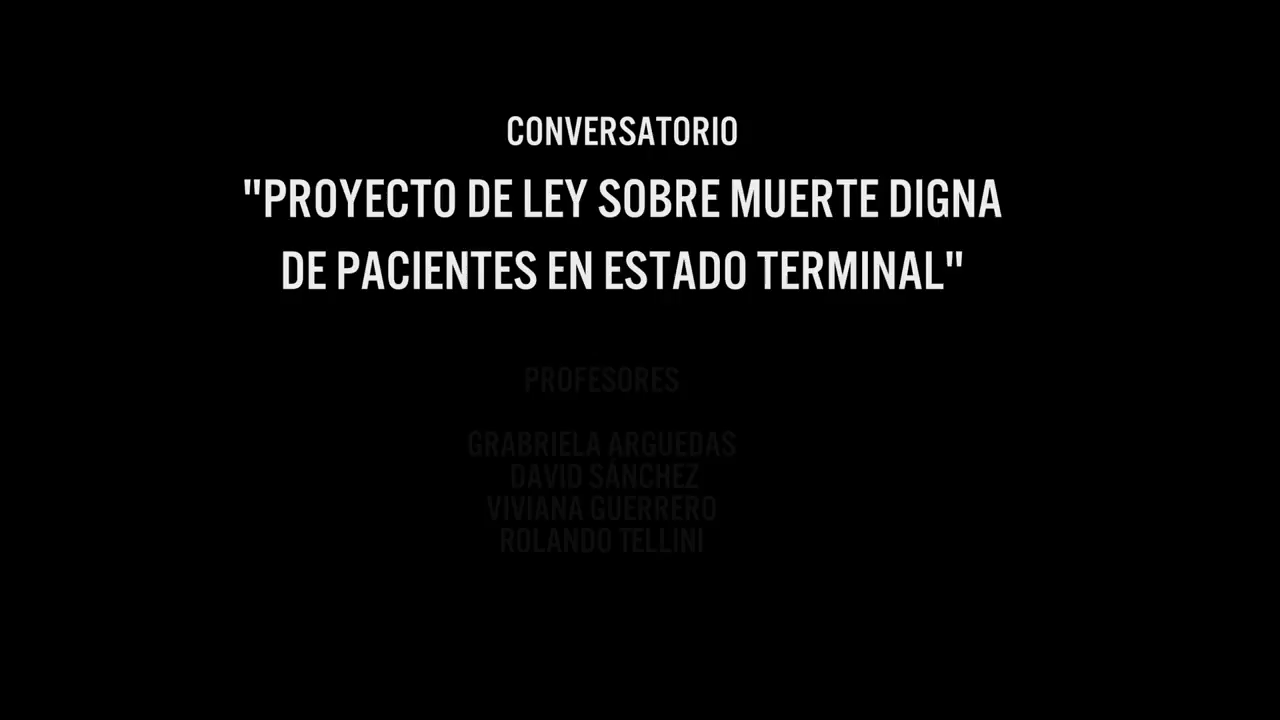 CONVERSATORIO
"PROYECTO DE LEY SOBRE MUERTE DIGNA
DE PACIENTES EN ESTADO TERMINAL"
PROFESORES
GRABRIELA ARGUEDAS
DAVID SÁNCHEZ
VIVIANA GUERRERO
ROLANDO TELLINI